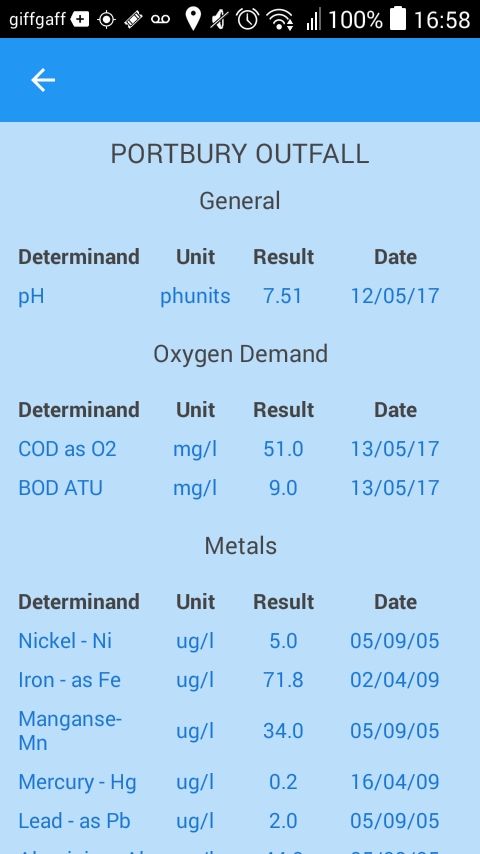 giffgaff 100% 16:58
PORTBURY OUTFALL
General
Determinand Unit Result Date
pH phunits 7.51 12/05/17
Oxygen Demand
Determinand Unit Result Date
COD as O2 mg/l 51.0 13/05/17
BOD ATU mg/l 9.0 13/05/17
Metals
Determinand Unit Result Date
Nickel - Ni ug/l 5.0 05/09/05
Iron - as Fe ug/l 71.8 02/04/09
Manganse-
Mn ug/l 34.0 05/09/05
Mercury - Hg ug/l 0.2 16/04/09
Lead - as Pb ug/l 2.0 05/09/05